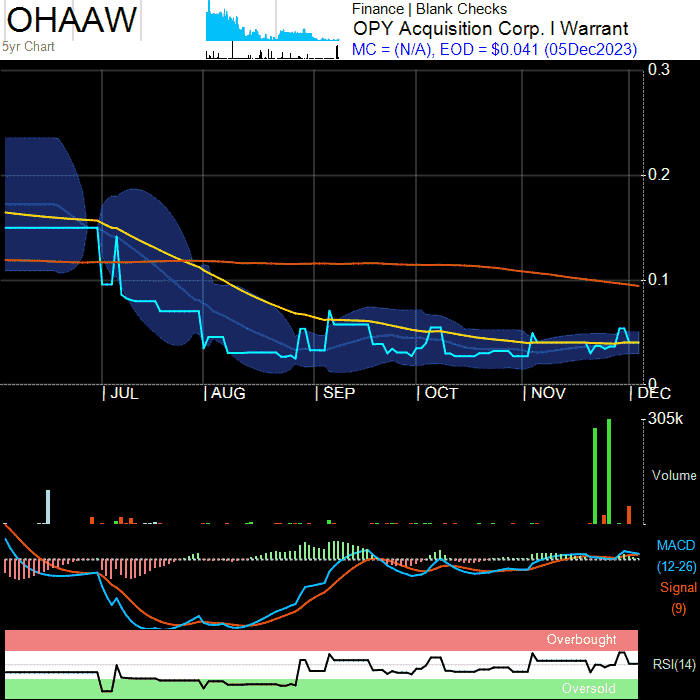 OHAAW
5yr Chart
Finance | Blank Checks
OPY Acquisition Corp. I Warrant
MC = (N/A), EOD = $0.041 (05Dec2023)
0.3
0.2
0.1
0
JUL
AUG
SEP
OCT
NOV
DEC
305k
Volume
MACD
(12-26)
Signal
(9)
Overbought
RSI(14)
Oversold